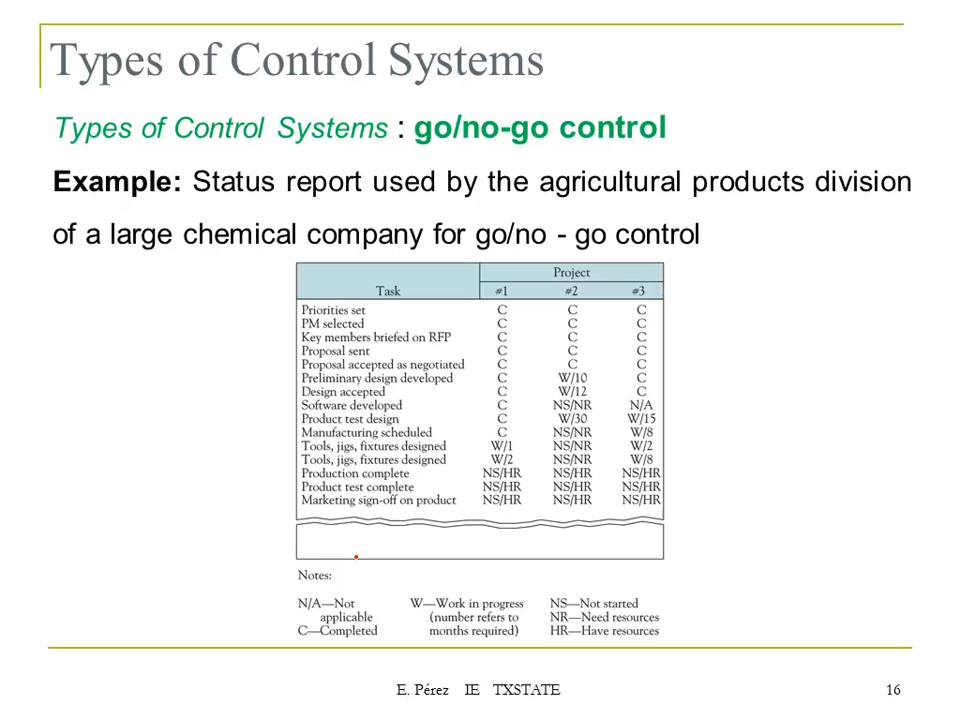 Types of Control Systems
Types of Control Systems : go/no-go control
Example: Status report used by the agricultural products division
of a large chemical company for go/no - go control
Project
Task #1 #2 #3
Priorities set C C C
PM selected C C C
Key members briefed on RFP C C C
Proposal sent C C C
Proposal accepted as negotiated C C C
Preliminary design developed C W/10 C
Design accepted C W/12 C
Software developed C NS/NR N/A
Product test design C W/30 W/15
Manufacturing scheduled C NS/NR W/8
Tools, jigs, fixtures designed W/1 NS/NR W/2
Tools, jigs, fixtures designed W/2 NS/NR W/8
Production complete NS/HR NS/HR NS/HR
Product test complete NS/HR NS/HR NS/HR
Marketing sign-off on product NS/HR NS/HR NS/HR
Notes:
N/A—Not W—Work in progress NS—Not started
applicable (number refers to NR—Need resources
C—Completed months required) HR—Have resources
E. Pérez IE TXSTATE 16